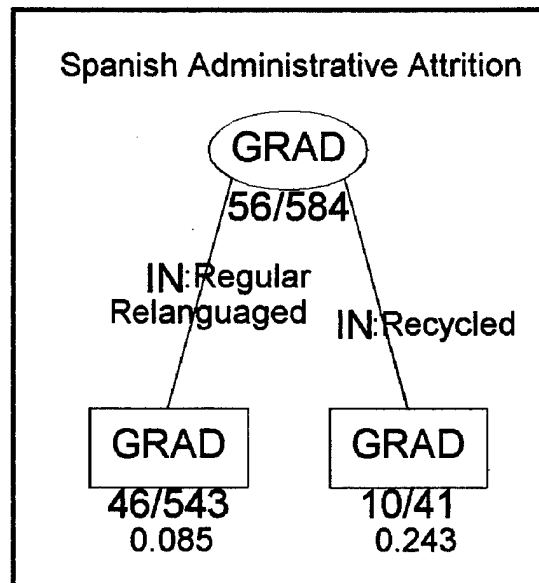 Spanish Administrative Attrition
GRAD
56/584
IN:Regular
Relanguaged
IN:Recycled
GRAD
GRAD
46/543
10/41
0.085
0.243